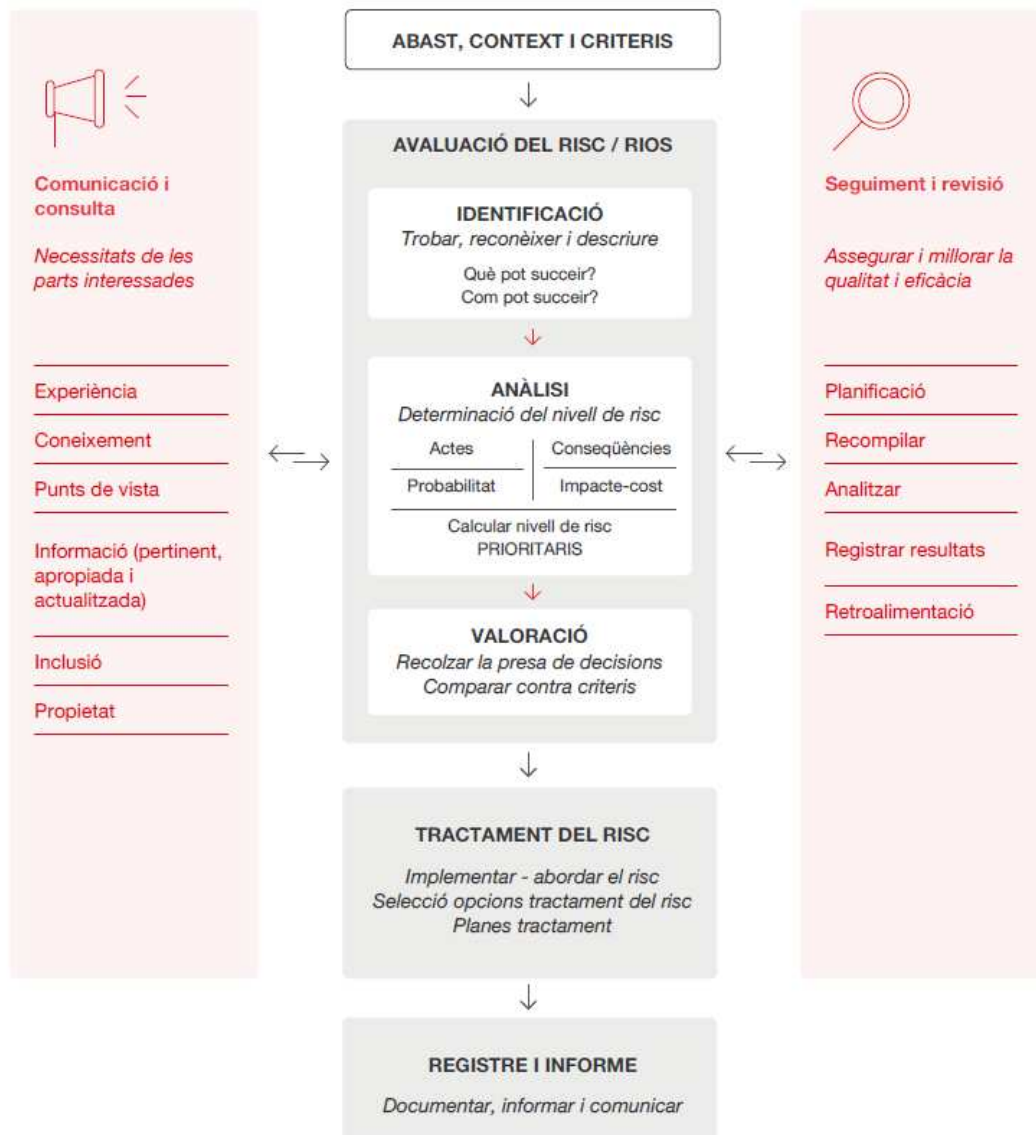 ABAST, CONTEXT I CRITERIS
Comunicació i
consulta
Necessitats de les
parts interessades
Experiència
Coneixement
Punts de vista
Informació (pertinent,
apropiada i
actualitzada)
Inclusió
Propietat
AVALUACIÓ DEL RISC / RIOS
IDENTIFICACIÓ
Trobar, reconèixer i descriure
Què pot succeir?
Com pot succeir?
ANÀLISI
Determinació del nivell de risc
Actes
Conseqüències
Probabilitat
Impacte-cost
Calcular nivell de risc
PRIORITARIS
VALORACIÓ
Recolzar la presa de decisions
Comparar contra criteris
TRACTAMENT DEL RISC
Implementar - abordar el risc
Selecció opcions tractament del risc
Planes tractament
REGISTRE I INFORME
Documentar, informar i comunicar
Seguiment i revisió
Assegurar i millorar la
qualitat i eficàcia
Planificació
Recompilar
Analitzar
Registrar resultats
Retroalimentació